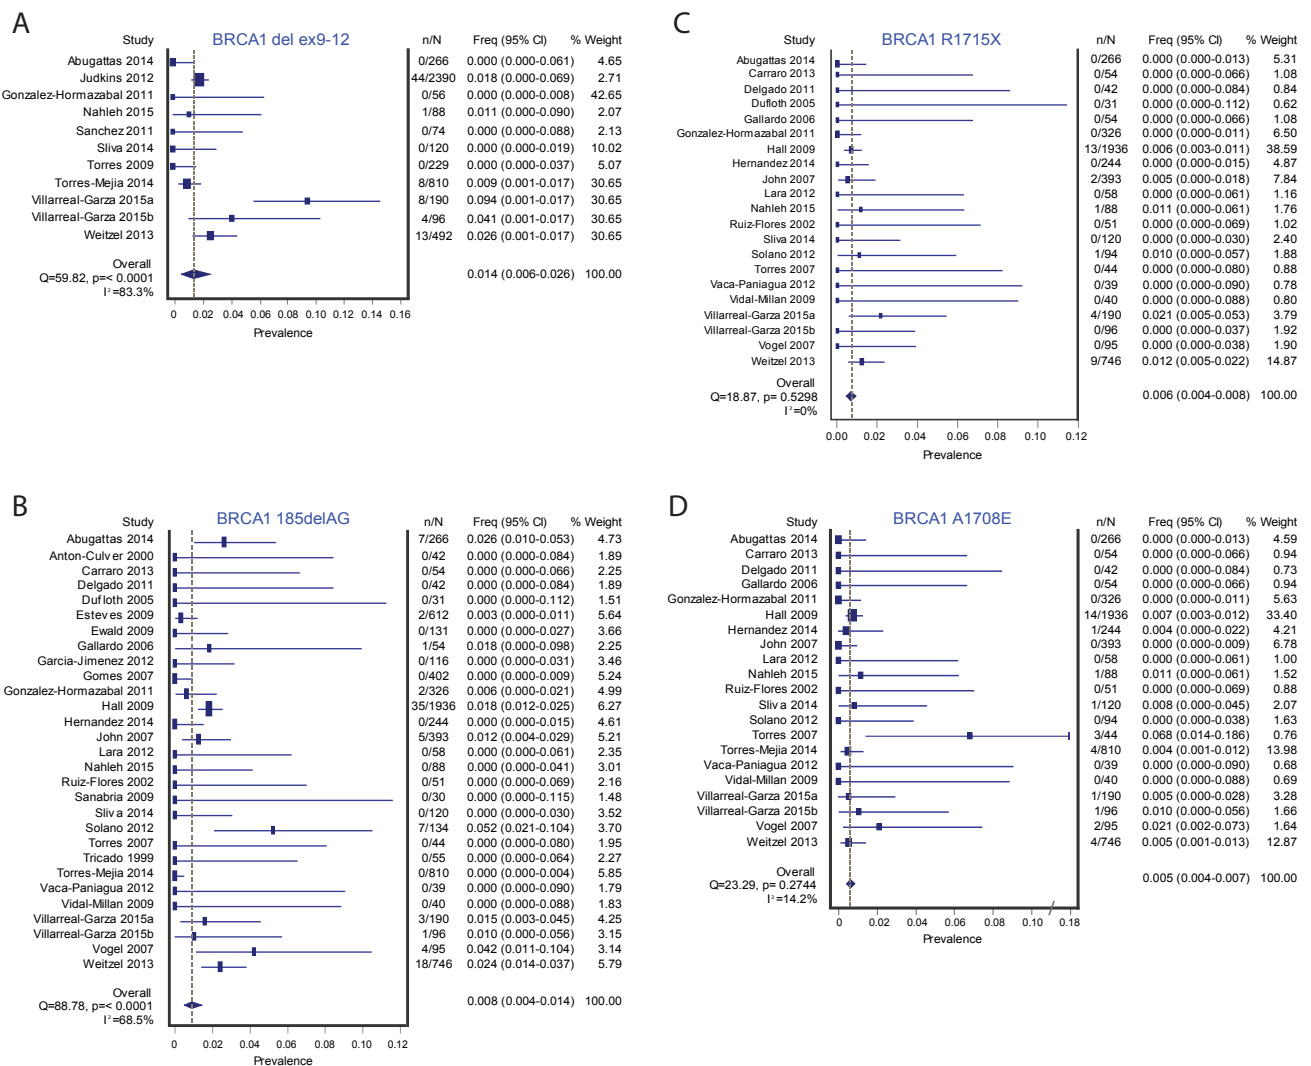 A
Study BRCA1 del ex9-12 n/N Freq (95% CI) % Weight
Abugattas 2014 0/266 0.000 (0.000-0.061) 4.65
Judkins 2012 44/2390 0.018 (0.000-0.069) 2.71
Gonzalez-Hormazabal 2011 0/56 0.000 (0.000-0.008) 42.65
Nahleh 2015 1/88 0.011 (0.000-0.090) 2.07
Sanchez 2011 0/74 0.000 (0.000-0.088) 2.13
Sliva 2014 0/120 0.000 (0.000-0.019) 10.02
Torres 2009 0/229 0.000 (0.000-0.037) 5.07
Torres-Mejia 2014 8/810 0.009 (0.001-0.017) 30.65
Villarreal-Garza 2015a 8/190 0.094 (0.001-0.017) 30.65
Villarreal-Garza 2015b 4/96 0.041 (0.001-0.017) 30.65
Weitzel 2013 13/492 0.026 (0.001-0.017) 30.65
Overall
Q=59.82, p=< 0.0001 0.014 (0.006-0.026) 100.00
I²=83.3%
0 0.02 0.04 0.06 0.08 0.10 0.12 0.14 0.16
Prevalence
B
Study BRCA1 185delAG n/N Freq (95% CI) % Weight
Abugattas 2014 7/266 0.026 (0.010-0.053) 4.73
Anton-Culver 2000 0/42 0.000 (0.000-0.084) 1.89
Carraro 2013 0/54 0.000 (0.000-0.066) 2.25
Delgado 2011 0/42 0.000 (0.000-0.084) 1.89
Dufloth 2005 0/31 0.000 (0.000-0.112) 1.51
Esteves 2009 2/612 0.003 (0.000-0.011) 5.64
Ewald 2009 0/131 0.000 (0.000-0.027) 3.66
Gallardo 2006 1/54 0.018 (0.000-0.098) 2.25
Garcia-Jimenez 2012 0/116 0.000 (0.000-0.031) 3.46
Gomes 2007 0/402 0.000 (0.000-0.009) 5.24
Gonzalez-Hormazabal 2011 2/326 0.006 (0.000-0.021) 4.99
Hall 2009 35/1936 0.018 (0.012-0.025) 6.27
Hernandez 2014 0/244 0.000 (0.000-0.015) 4.61
John 2007 5/393 0.012 (0.004-0.029) 5.21
Lara 2012 0/58 0.000 (0.000-0.061) 2.35
Nahleh 2015 0/88 0.000 (0.000-0.041) 3.01
Ruiz-Flores 2002 0/51 0.000 (0.000-0.069) 2.16
Sanabria 2009 0/30 0.000 (0.000-0.115) 1.48
Sliva 2014 0/120 0.000 (0.000-0.030) 3.52
Solano 2012 7/134 0.052 (0.021-0.104) 3.70
Torres 2007 0/44 0.000 (0.000-0.080) 1.95
Tricado 1999 0/55 0.000 (0.000-0.064) 2.27
Torres-Mejia 2014 0/810 0.000 (0.000-0.004) 5.85
Vaca-Paniagua 2012 0/39 0.000 (0.000-0.090) 1.79
Vidal-Millan 2009 0/40 0.000 (0.000-0.088) 1.83
Villarreal-Garza 2015a 3/190 0.015 (0.003-0.045) 4.25
Villarreal-Garza 2015b 1/96 0.010 (0.000-0.056) 3.15
Vogel 2007 4/95 0.042 (0.011-0.104) 3.14
Weitzel 2013 18/746 0.024 (0.014-0.037) 5.79
Overall
Q=88.78, p=< 0.0001 0.008 (0.004-0.014) 100.00
I²=68.5%
0 0.02 0.04 0.06 0.08 0.10 0.12
Prevalence
C
Study BRCA1 R1715X n/N Freq (95% CI) % Weight
Abugattas 2014 0/266 0.000 (0.000-0.013) 5.31
Carraro 2013 0/54 0.000 (0.000-0.066) 1.08
Delgado 2011 0/42 0.000 (0.000-0.084) 0.84
Dufloth 2005 0/31 0.000 (0.000-0.112) 0.62
Gallardo 2006 0/54 0.000 (0.000-0.066) 1.08
Gonzalez-Hormazabal 2011 0/326 0.000 (0.000-0.011) 6.50
Hall 2009 13/1936 0.006 (0.003-0.011) 38.59
Hernandez 2014 0/244 0.000 (0.000-0.015) 4.87
John 2007 2/393 0.005 (0.000-0.018) 7.84
Lara 2012 0/58 0.000 (0.000-0.061) 1.16
Nahleh 2015 1/88 0.011 (0.000-0.061) 1.76
Ruiz-Flores 2002 0/51 0.000 (0.000-0.069) 1.02
Sliva 2014 0/120 0.000 (0.000-0.030) 2.40
Solano 2012 1/94 0.010 (0.000-0.057) 1.88
Torres 2007 0/44 0.000 (0.000-0.080) 0.88
Vaca-Paniagua 2012 0/39 0.000 (0.000-0.090) 0.78
Vidal-Millan 2009 0/40 0.000 (0.000-0.088) 0.80
Villarreal-Garza 2015a 4/190 0.021 (0.005-0.053) 3.79
Villarreal-Garza 2015b 0/96 0.000 (0.000-0.037) 1.92
Vogel 2007 0/95 0.000 (0.000-0.038) 1.90
Weitzel 2013 9/746 0.012 (0.005-0.022) 14.87
Overall
Q=18.87, p= 0.5298 0.006 (0.004-0.008) 100.00
I²=0%
0.00 0.02 0.04 0.06 0.08 0.10 0.12
Prevalence
D
Study BRCA1 A1708E n/N Freq (95% CI) % Weight
Abugattas 2014 0/266 0.000 (0.000-0.013) 4.59
Carraro 2013 0/54 0.000 (0.000-0.066) 0.94
Delgado 2011 0/42 0.000 (0.000-0.084) 0.73
Gallardo 2006 0/54 0.000 (0.000-0.066) 0.94
Gonzalez-Hormazabal 2011 0/326 0.000 (0.000-0.011) 5.63
Hall 2009 14/1936 0.007 (0.003-0.012) 33.40
Hernandez 2014 1/244 0.004 (0.000-0.022) 4.21
John 2007 0/393 0.000 (0.000-0.009) 6.78
Lara 2012 0/58 0.000 (0.000-0.061) 1.00
Nahleh 2015 1/88 0.011 (0.000-0.061) 1.52
Ruiz-Flores 2002 0/51 0.000 (0.000-0.069) 0.88
Sliva 2014 1/120 0.008 (0.000-0.045) 2.07
Solano 2012 0/94 0.000 (0.000-0.038) 1.63
Torres 2007 3/44 0.068 (0.014-0.186) 0.76
Torres-Mejia 2014 4/810 0.004 (0.001-0.012) 13.98
Vaca-Paniagua 2012 0/39 0.000 (0.000-0.090) 0.68
Vidal-Millan 2009 0/40 0.000 (0.000-0.088) 0.69
Villarreal-Garza 2015a 1/190 0.005 (0.000-0.028) 3.28
Villarreal-Garza 2015b 1/96 0.010 (0.000-0.056) 1.66
Vogel 2007 2/95 0.021 (0.002-0.073) 1.64
Weitzel 2013 4/746 0.005 (0.001-0.013) 12.87
Overall
Q=23.29, p= 0.2744 0.005 (0.004-0.007) 100.00
I²=14.2%
0 0.02 0.04 0.06 0.08 0.10 0.18
Prevalence